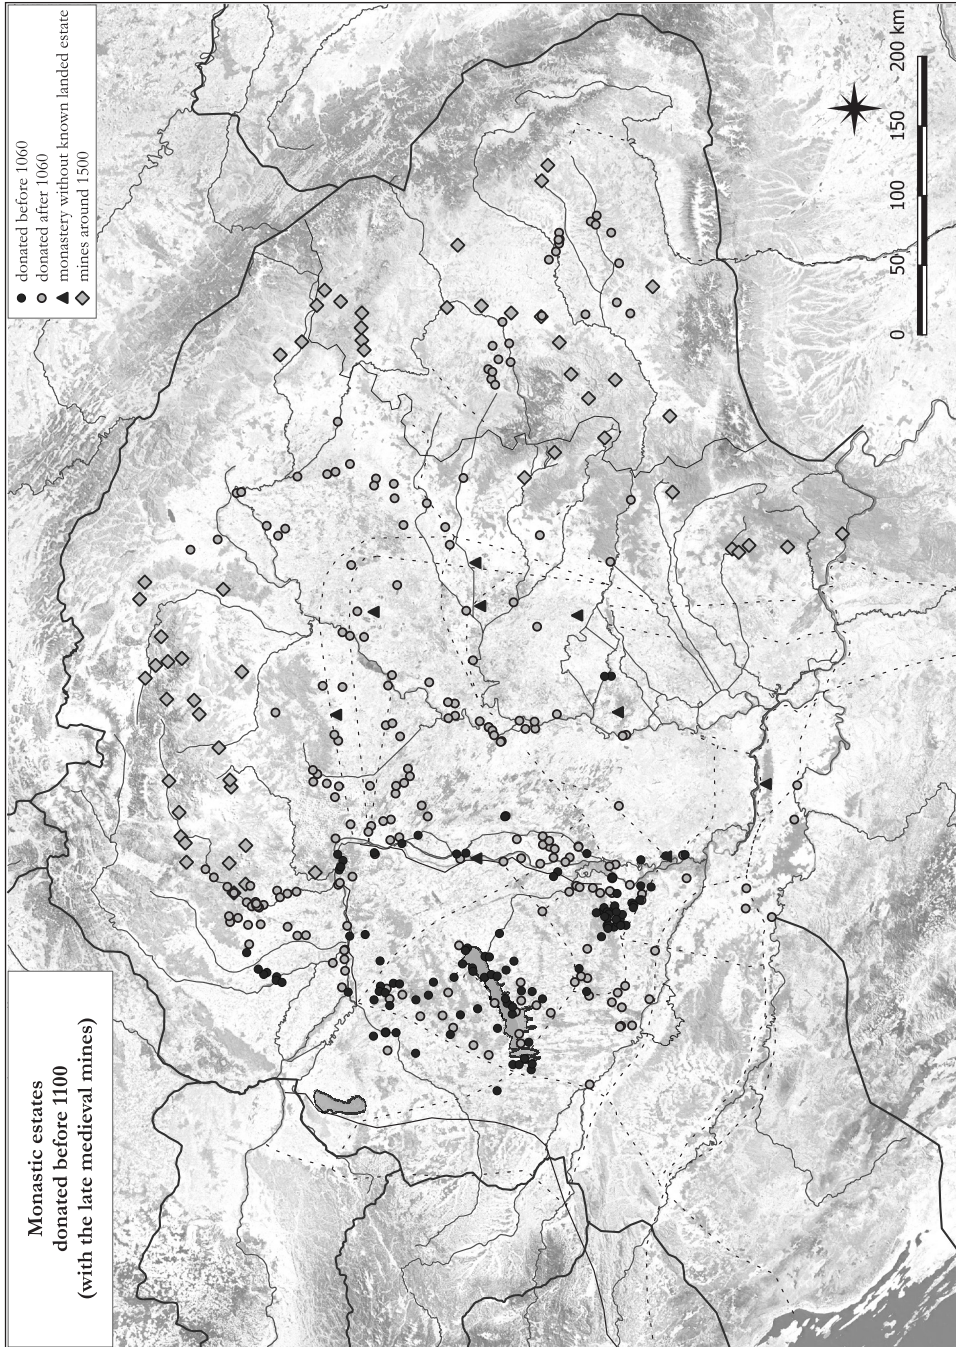 Monastic estates
donated before 1100
(with the late medieval mines)
donated before 1060
donated after 1060
monastery without known landed estate
mines around 1500
0 50 100 150 200 km